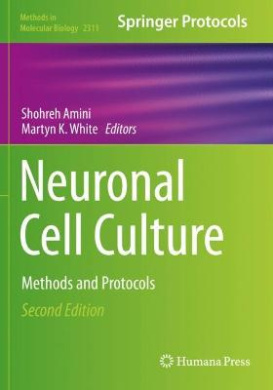 Methods in
Molecular Biology 2311
Springer Protocols
Shohreh Amini
Martyn K. White Editors
Neuronal
Cell Culture
Methods and Protocols
Second Edition
Humana Press